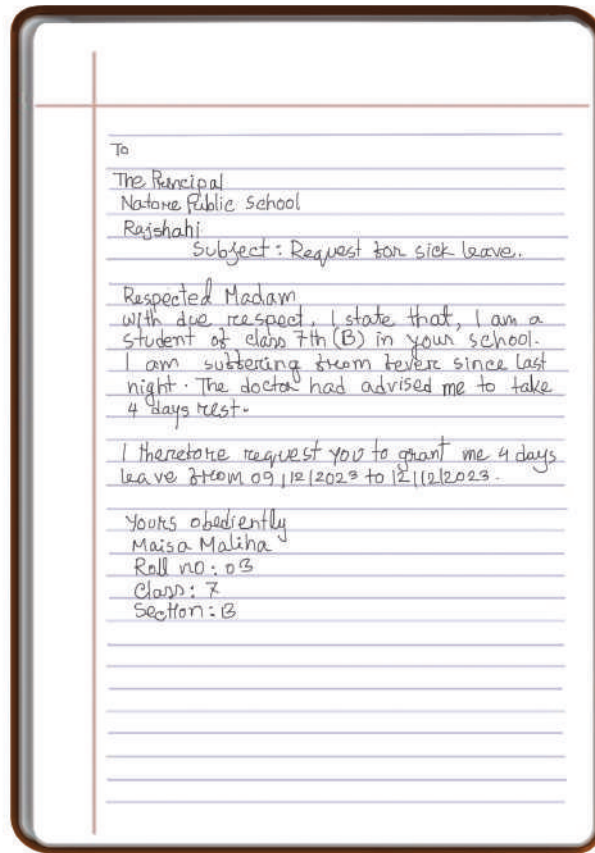 To
The Principal
Natore Public School
Rajshahi
Subject : Request for sick leave.
Respected Madam
with due respect, I state that, I am a
student of class 7th (B) in your school.
I am suffering from fever since last
night. The doctor had advised me to take
4 days rest.
I therefore request you to grant me 4 days
leave from 09/12/2023 to 12/12/2023.
Yours obediently
Maisa Maliha
Roll no : 03
Class : 7
Section : B